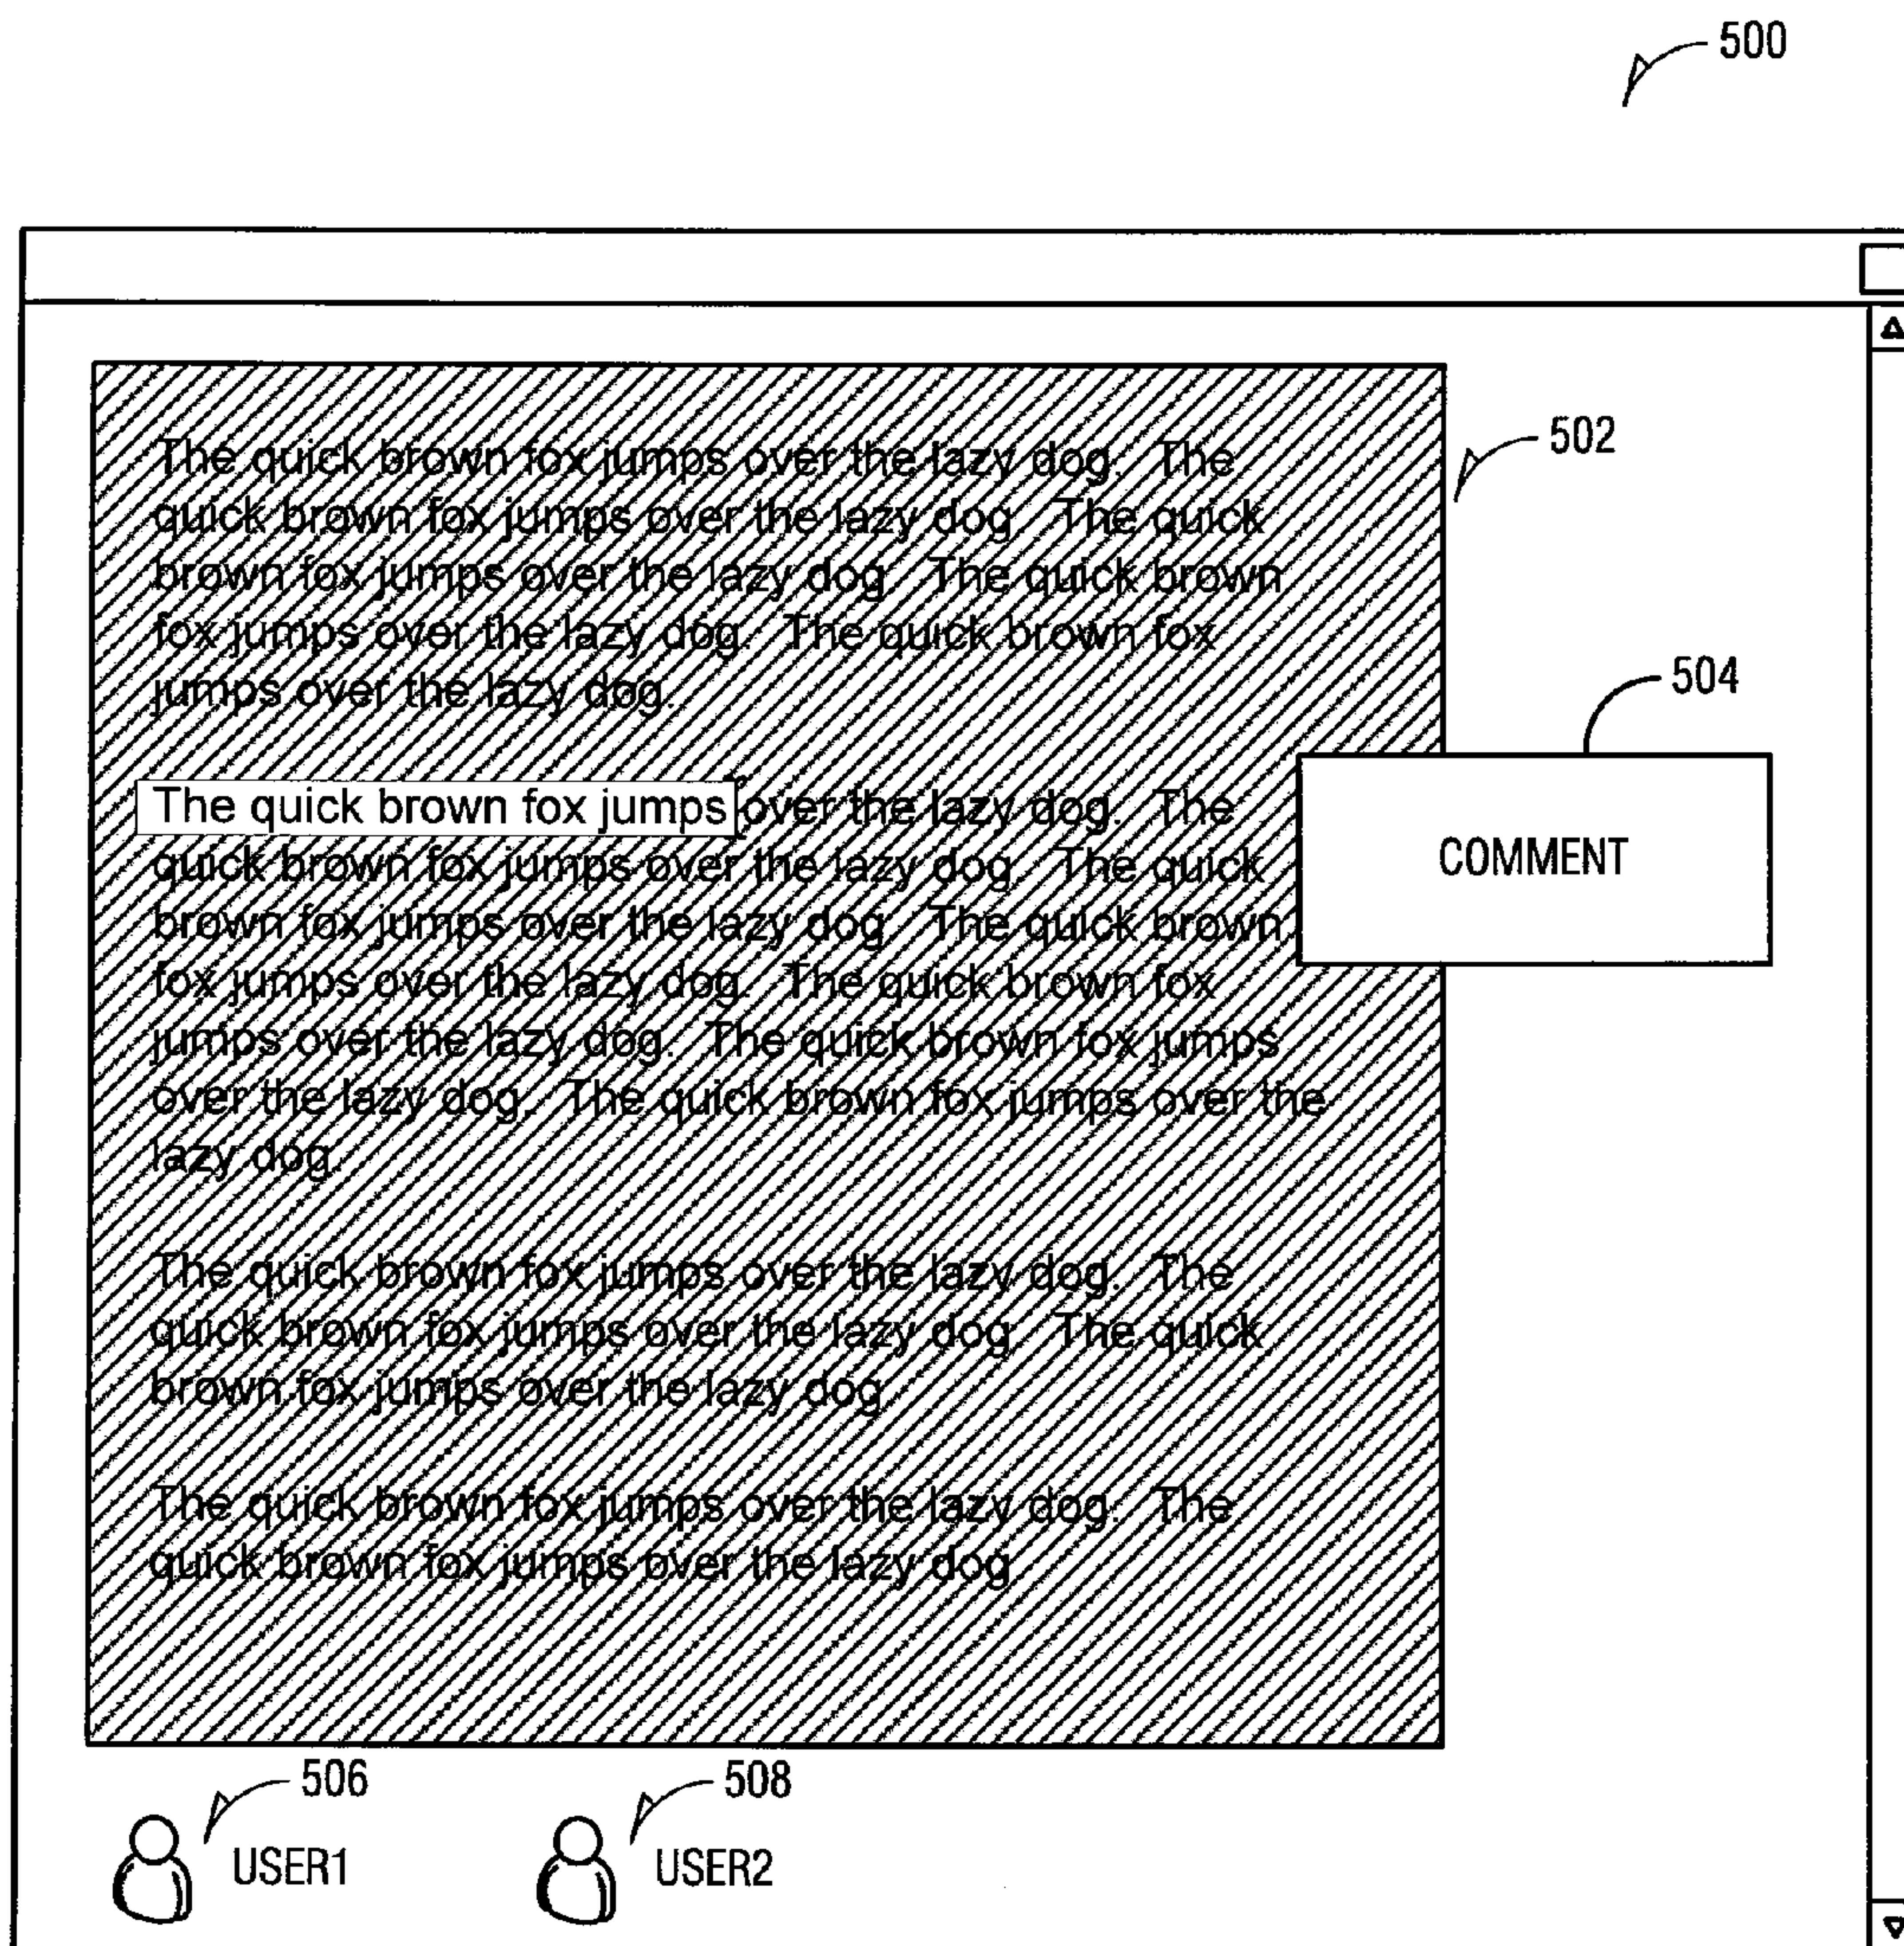 500
502
The quick brown fox jumps over the lazy dog. The
quick brown fox jumps over the lazy dog. The quick
brown fox jumps over the lazy dog. The quick brown
fox jumps over the lazy dog. The quick brown fox
jumps over the lazy dog.
504
The quick brown fox jumps over the lazy dog. The
quick brown fox jumps over the lazy dog. The quick
COMMENT
brown fox jumps over the lazy dog. The quick brown
fox jumps over the lazy dog. The quick brown fox
jumps over the lazy dog. The quick brown fox jumps
over the lazy dog. The quick brown fox jumps over the
lazy dog.
The quick brown fox jumps over the lazy dog. The
quick brown fox jumps over the lazy dog. The quick
brown fox jumps over the lazy dog.
The quick brown fox jumps over the lazy dog. The
quick brown fox jumps over the lazy dog
506
508
USER1
USER2